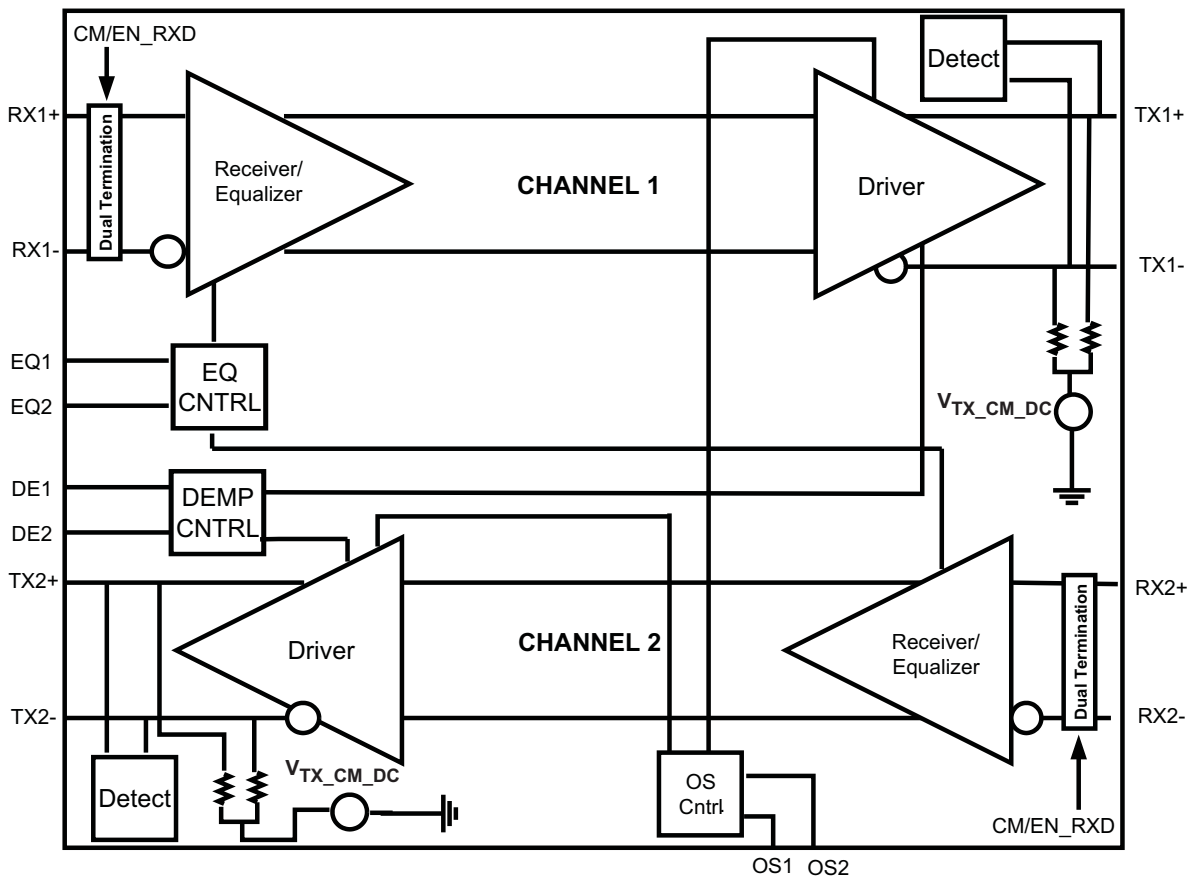 CM/EN_RXD
Detect
RX1+
Dual Termination
Receiver/
Equalizer
CHANNEL 1
Driver
TX1+
RX1-
TX1-
EQ1
EQ2
EQ
CNTRL
VTX_CM_DC
DE1
DE2
DEMP
CNTRL
TX2+
Driver
CHANNEL 2
Receiver/
Equalizer
Dual Termination
RX2+
TX2-
RX2-
Detect
VTX_CM_DC
OS
Cntrl.
CM/EN_RXD
OS1
OS2